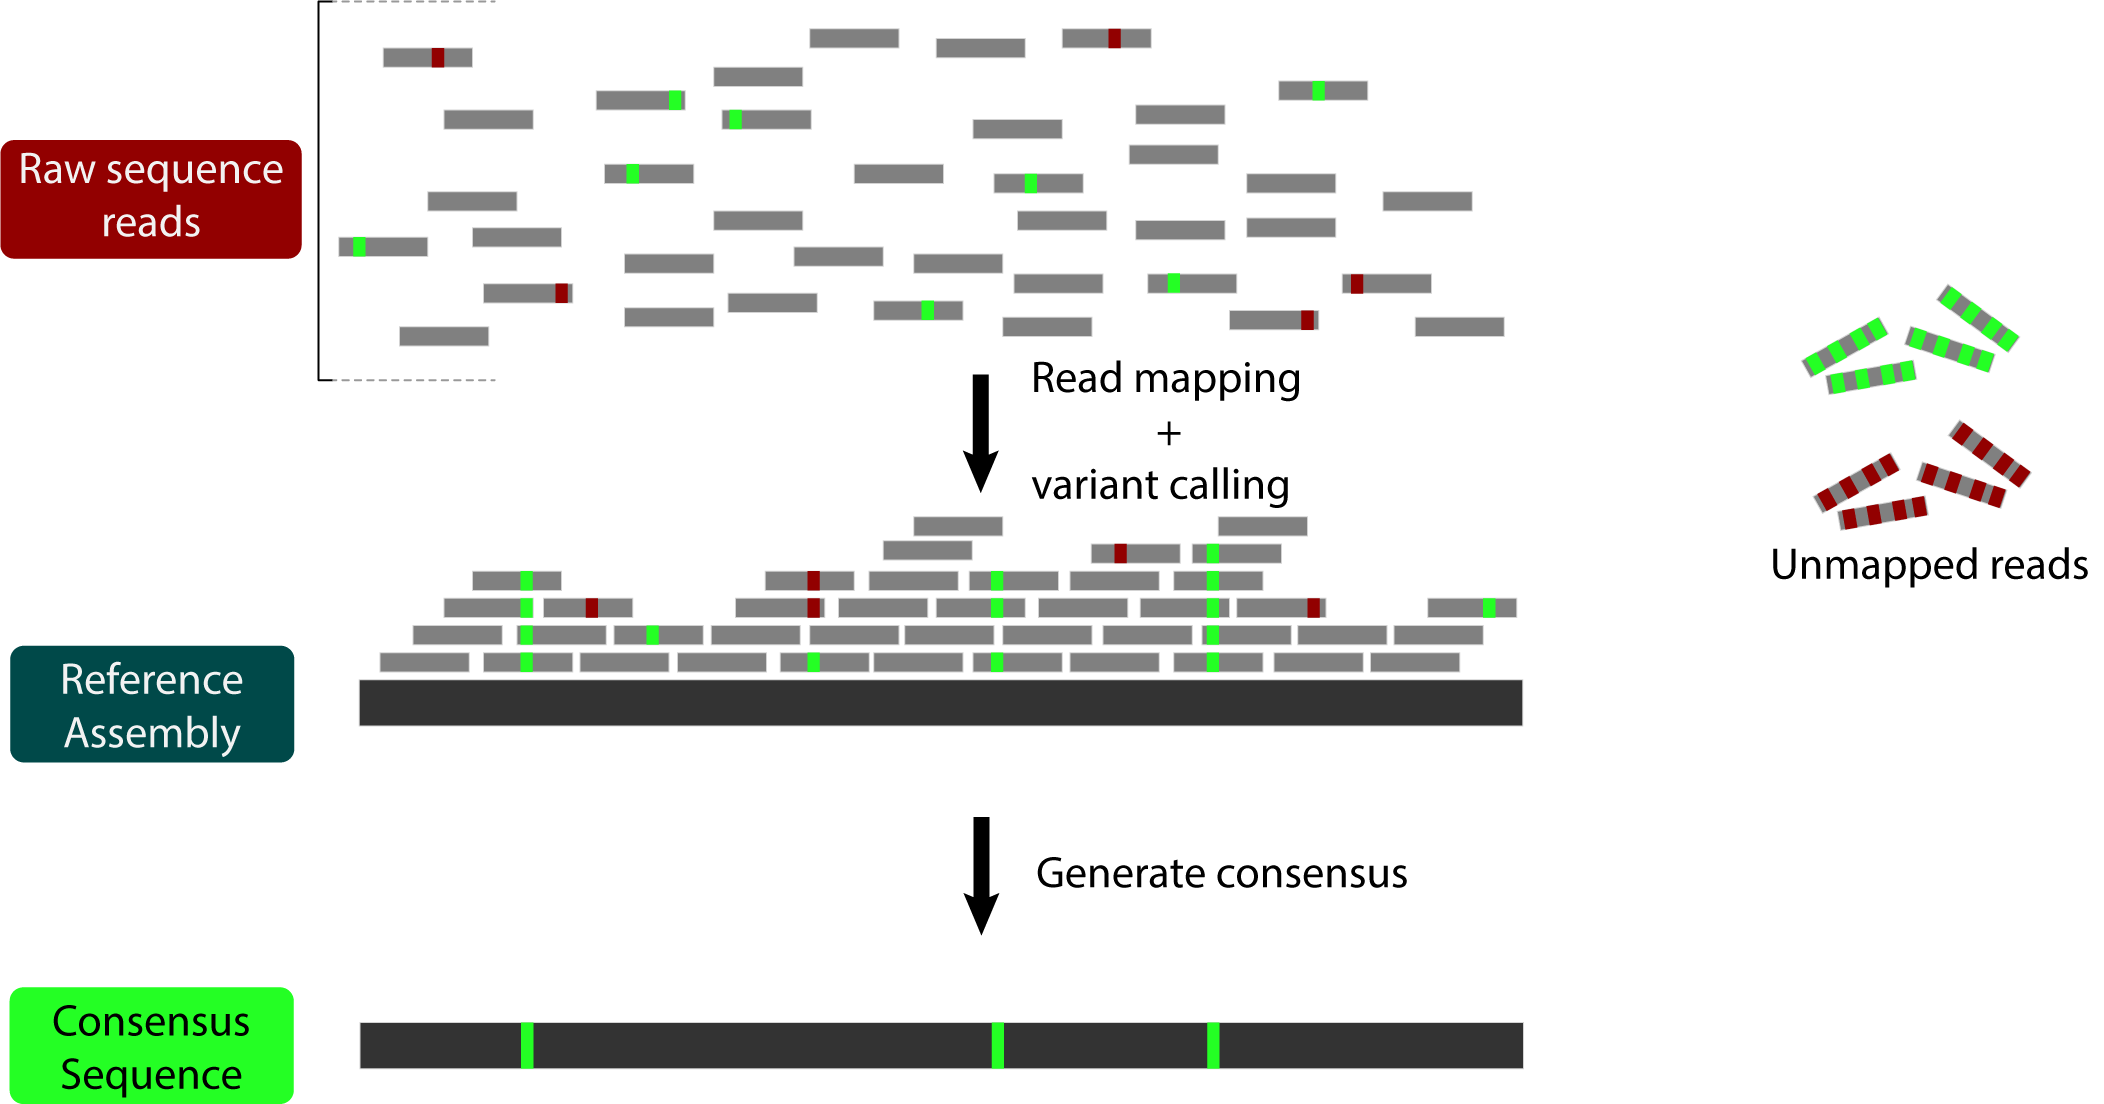 Raw sequence
reads
Read mapping
+
variant calling
Unmapped reads
Reference
Assembly
Generate consensus
Consensus
Sequence